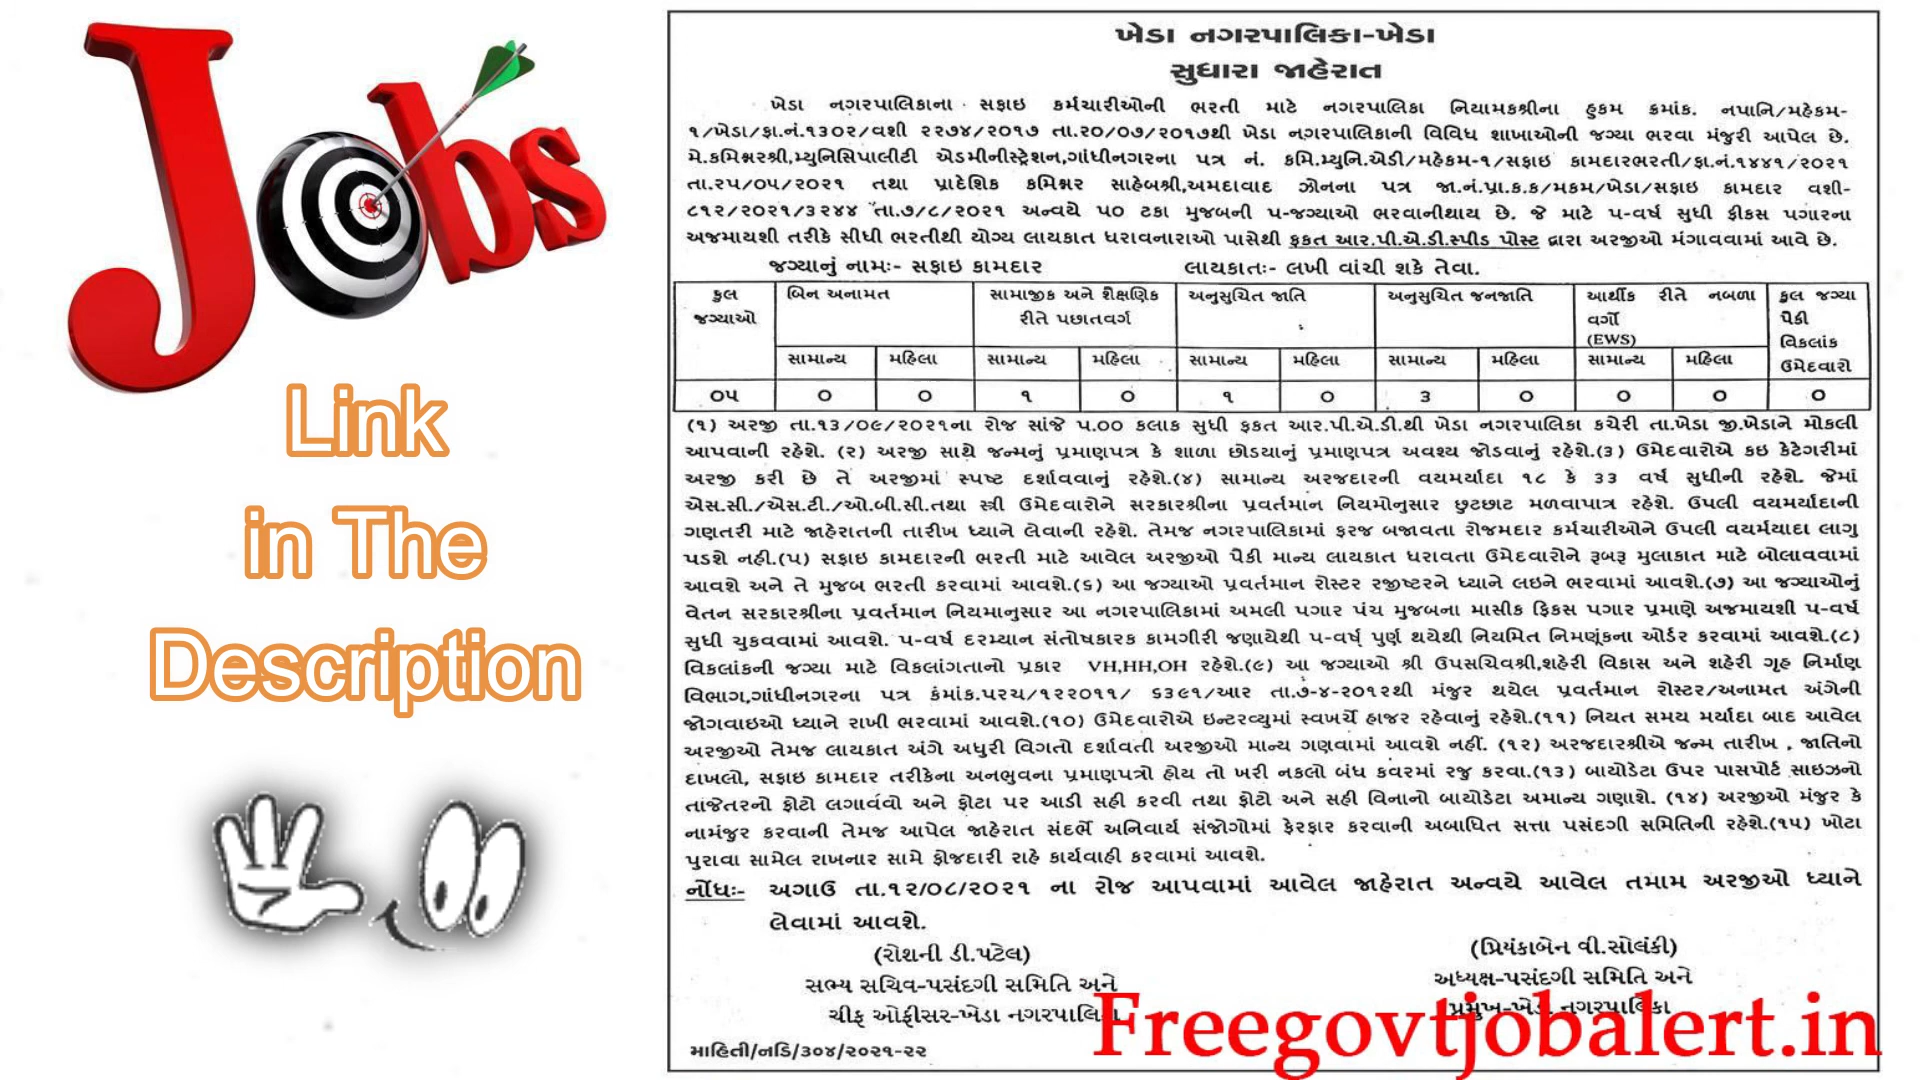 Jobs
Link
in The
Description
ખેડા નગરપાલિકા-ખેડા
સુધારા જાહેરાત
ખેડા નગરપાલિકાના સફાઇ કર્મચારીઓની ભરતી માટે નગરપાલિકા નિયામકશ્રીના હુકમ ક્રમાંક. નપાનિ/મહેકમ-
૧/ખેડા/ફા.નં.૧૩૦૨/વશી ૨૨૭૪/૨૦૧૭ તા.૨૦/૦૭/૨૦૧૭થી ખેડા નગરપાલિકાની વિવિધ શાખાઓની જગ્યા ભરવા મંજુરી આપેલ છે.
મે.કમિશ્નરશ્રી,મ્યુનિસિપાલીટી એડમીનીસ્ટ્રેશન,ગાંધીનગરના પત્ર નં. કમિ.મ્યુનિ.એડી/મહેકમ-૧/સફાઇ કામદારભરતી/ફા.નં.૧૪૪૧/૨૦૨૧
તા.૨૫/૦૫/૨૦૨૧ તથા પ્રાદેશિક કમિશ્નર સાહેબશ્રી,અમદાવાદ ઝોનના પત્ર જા.નં.પ્રા.ક.ક/મકમ/ખેડા/સફાઇ કામદાર વશી-
૮૧૨/૨૦૨૧/૩૨૪૪ તા.૭/૮/૨૦૨૧ અન્વયે ૫૦ ટકા મુજબની ૫-જગ્યાઓ ભરવાનીથાય છે. જે માટે ૫-વર્ષ સુધી ફીકસ પગારના
અજમાયશી તરીકે સીધી ભરતીથી યોગ્ય લાયકાત ધરાવનારાઓ પાસેથી ફકત આર.પી.એ.ડી.સ્પીડ પોસ્ટ દ્વારા અરજીઓ મંગાવવામાં આવે છે.
જગ્યાનું નામઃ- સફાઇ કામદાર લાયકાતઃ- લખી વાંચી શકે તેવા.
કુલ જગ્યાઓ બિન અનામત સામાજીક અને શૈક્ષણિક રીતે પછાતવર્ગ અનુસુચિત જાતિ અનુસુચિત જનજાતિ આર્થીક રીતે નબળા વર્ગો (EWS) કુલ જગ્યા પૈકી વિકલાંક ઉમેદવારો
સામાન્ય મહિલા સામાન્ય મહિલા સામાન્ય મહિલા સામાન્ય મહિલા સામાન્ય મહિલા
૦૫ ૦ ૦ ૧ ૦ ૧ ૦ ૩ ૦ ૦ ૦ ૦
(૧) અરજી તા.૧૩/૦૯/૨૦૨૧ના રોજ સાંજે ૫.૦૦ કલાક સુધી ફકત આર.પી.એ.ડી.થી ખેડા નગરપાલિકા કચેરી તા.ખેડા જી.ખેડાને મોકલી
આપવાની રહેશે. (૨) અરજી સાથે જન્મનું પ્રમાણપત્ર કે શાળા છોડયાનું પ્રમાણપત્ર અવશ્ય જોડવાનું રહેશે.(૩) ઉમેદવારોએ કઇ કેટેગરીમાં
અરજી કરી છે તે અરજીમાં સ્પષ્ટ દર્શાવવાનું રહેશે.(૪) સામાન્ય અરજદારની વયમર્યાદા ૧૮ કે ૩૩ વર્ષ સુધીની રહેશે. જેમાં
એસ.સી./એસ.ટી./ઓ.બી.સી.તથા સ્ત્રી ઉમેદવારોને સરકારશ્રીના પ્રવર્તમાન નિયમોનુસાર છુટછાટ મળવાપાત્ર રહેશે. ઉપલી વયમર્યાદાની
ગણતરી માટે જાહેરાતની તારીખ ધ્યાને લેવાની રહેશે. તેમજ નગરપાલિકામાં ફરજ બજાવતા રોજમદાર કર્મચારીઓને ઉપલી વયર્મયાદા લાગુ
પડશે નહી.(૫) સફાઇ કામદારની ભરતી માટે આવેલ અરજીઓ પૈકી માન્ય લાયકાત ધરાવતા ઉમેદવારોને રૂબરૂ મુલાકાત માટે બોલાવવામાં
આવશે અને તે મુજબ ભરતી કરવામાં આવશે.(૬) આ જગ્યાઓ પ્રવર્તમાન રોસ્ટર રજીષ્ટરને ધ્યાને લઇને ભરવામાં આવશે.(૭) આ જગ્યાઓનું
વેતન સરકારશ્રીના પ્રવર્તમાન નિયમાનુસાર આ નગરપાલિકામાં અમલી પગાર પંચ મુજબના માસીક ફિકસ પગાર પ્રમાણે અજમાયશી ૫-વર્ષ
સુધી ચુકવવામાં આવશે. ૫-વર્ષ દરમ્યાન સંતોષકારક કામગીરી જણાયેથી ૫-વર્ષ પુર્ણ થયેથી નિયમિત નિમણૂંકના ઓર્ડર કરવામાં આવશે.(૮)
વિકલાંકની જગ્યા માટે વિકલાંગતાનો પ્રકાર VH,HH,OH રહેશે.(૯) આ જગ્યાઓ શ્રી ઉપસચિવશ્રી,શહેરી વિકાસ અને શહેરી ગૃહ નિર્માણ
વિભાગ,ગાંધીનગરના પત્ર કંમાંક.પરચ/૧૨૨૦૧૧/ ૬૩૯૧/આર તા.૭-૪-૨૦૧૨થી મંજુર થયેલ પ્રવર્તમાન રોસ્ટર/અનામત અંગેની
જોગવાઇઓ ધ્યાને રાખી ભરવામાં આવશે.(૧૦) ઉમેદવારોએ ઇન્ટરવ્યુમાં સ્વખર્ચે હાજર રહેવાનું રહેશે.(૧૧) નિયત સમય મર્યાદા બાદ આવેલ
અરજીઓ તેમજ લાયકાત અંગે અધુરી વિગતો દર્શાવતી અરજીઓ માન્ય ગણવામાં આવશે નહીં. (૧૨) અરજદારશ્રીએ જન્મ તારીખ , જાતિનો
દાખલો, સફાઇ કામદાર તરીકેના અનભુવના પ્રમાણપત્રો હોય તો ખરી નકલો બંધ કવરમાં રજુ કરવા.(૧૩) બાયોડેટા ઉપર પાસપોર્ટ સાઇઝનો
તાજેતરનો ફોટો લગાવવો અને ફોટા પર આડી સહી કરવી તથા ફોટો અને સહી વિનાનો બાયોડેટા અમાન્ય ગણાશે. (૧૪) અરજીઓ મંજુર કે
નામંજુર કરવાની તેમજ આપેલ જાહેરાત સંદર્ભે અનિવાર્ય સંજોગોમાં ફેરફાર કરવાની અબાધિત સત્તા પસંદગી સમિતિની રહેશે.(૧૫) ખોટા
પુરાવા સામેલ રાખનાર સામે ફોજદારી રાહે કાર્યવાહી કરવામાં આવશે.
નોંધઃ- અગાઉ તા.૧૨/૦૮/૨૦૨૧ ના રોજ આપવામાં આવેલ જાહેરાત અન્વયે આવેલ તમામ અરજીઓ ધ્યાને
લેવામાં આવશે.
(રોશની ડી.પટેલ) (પ્રિયંકાબેન વી.સોલંકી)
સભ્ય સચિવ-પસંદગી સમિતિ અને અધ્યક્ષ-પસંદગી સમિતિ અને
ચીફ ઓફીસર-ખેડા નગરપાલિકા પ્રમુખ-ખેડા નગરપાલિકા
માહિતી/નડિ/૩૦૪/૨૦૨૧-૨૨
Freegovtjobalert.in